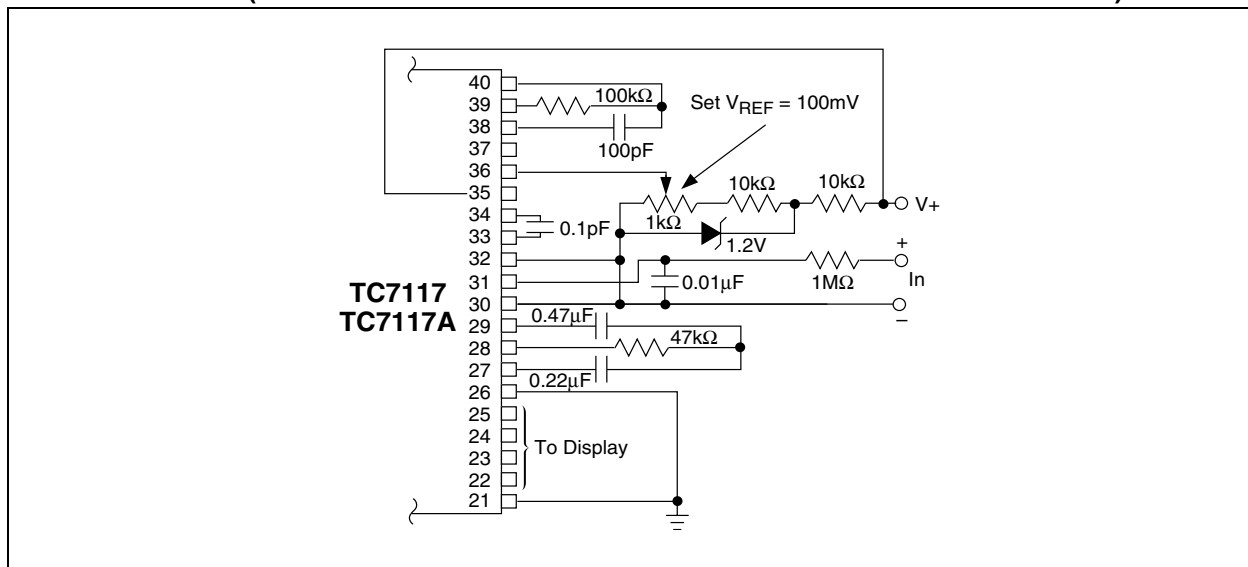 40
39
38
37
36
35
34
33
32
31
30
29
28
27
26
25
24
23
22
21
TC7117
TC7117A
100kΩ
100pF
Set VREF = 100mV
10kΩ
10kΩ
V+
1kΩ
1.2V
0.1pF
+
1MΩ
In
0.01μF
–
0.47μF
47kΩ
0.22μF
To Display